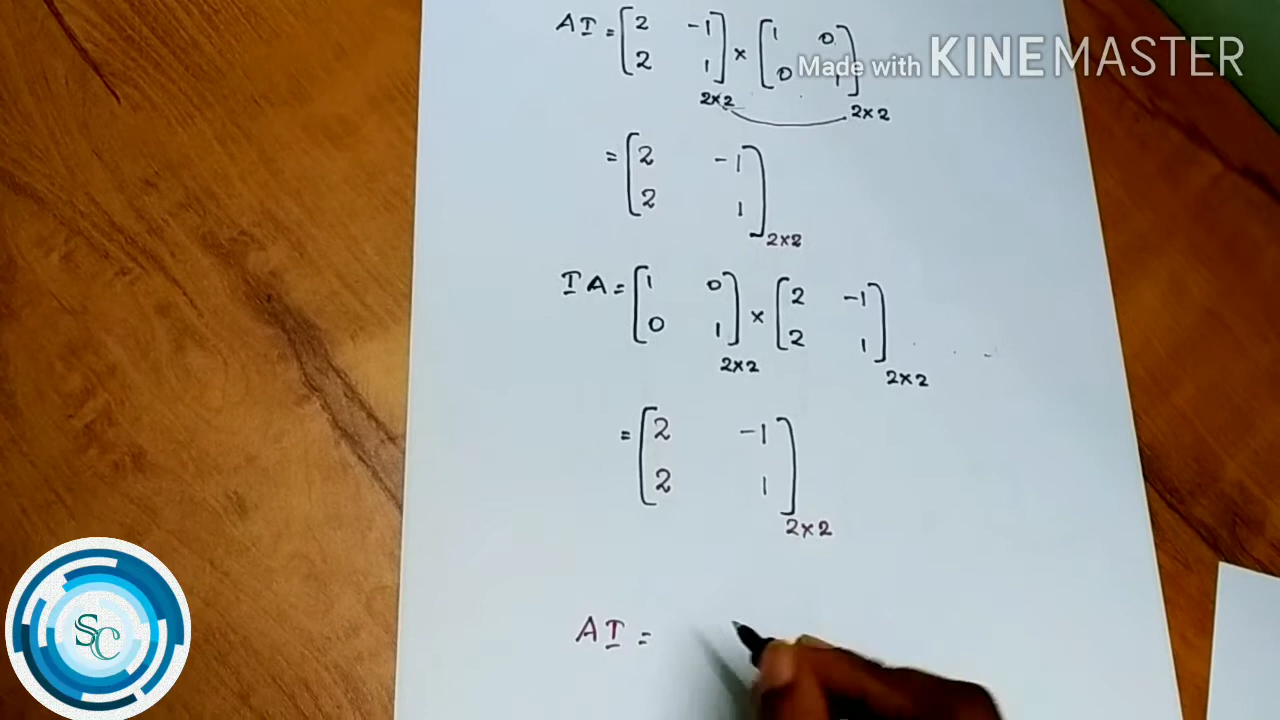 AI = [2 -1] × [1 0]
[2 1] 2×2 [0 1] 2×2
Made with KINEMASTER
= [2 -1]
[2 1] 2×2
IA = [1 0] × [2 -1]
[0 1] 2×2 [2 1] 2×2
= [2 -1]
[2 1] 2×2
AI =
SC